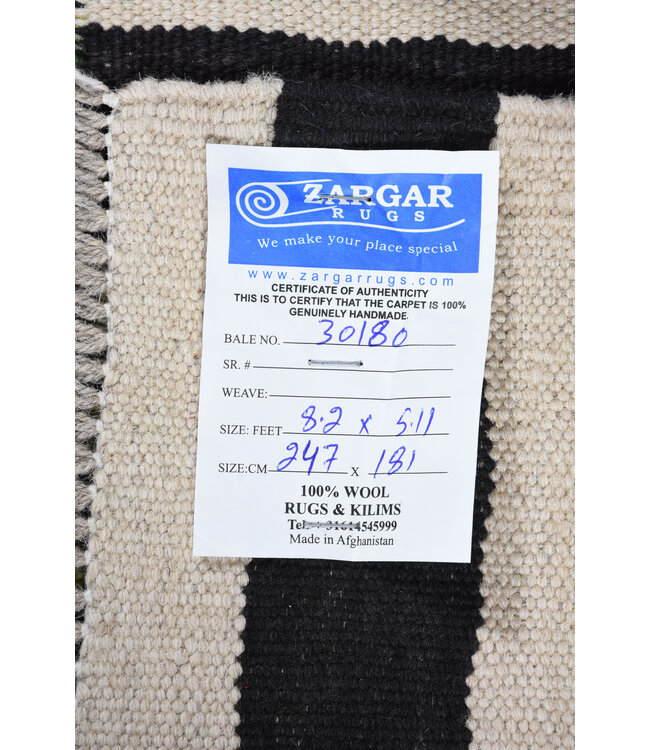 ZARGAR
RUGS
We make your place special
www.zargarrugs.com
CERTIFICATE OF AUTHENTICITY
THIS IS TO CERTIFY THAT THE CARPET IS 100%
GENUINELY HANDMADE.
BALE NO. 30180
SR. #
WEAVE:
SIZE: FEET 8.2 x 5.11
SIZE:CM 247 X 181
100% WOOL
RUGS & KILIMS
Tel: + 31614545999
Made in Afghanistan